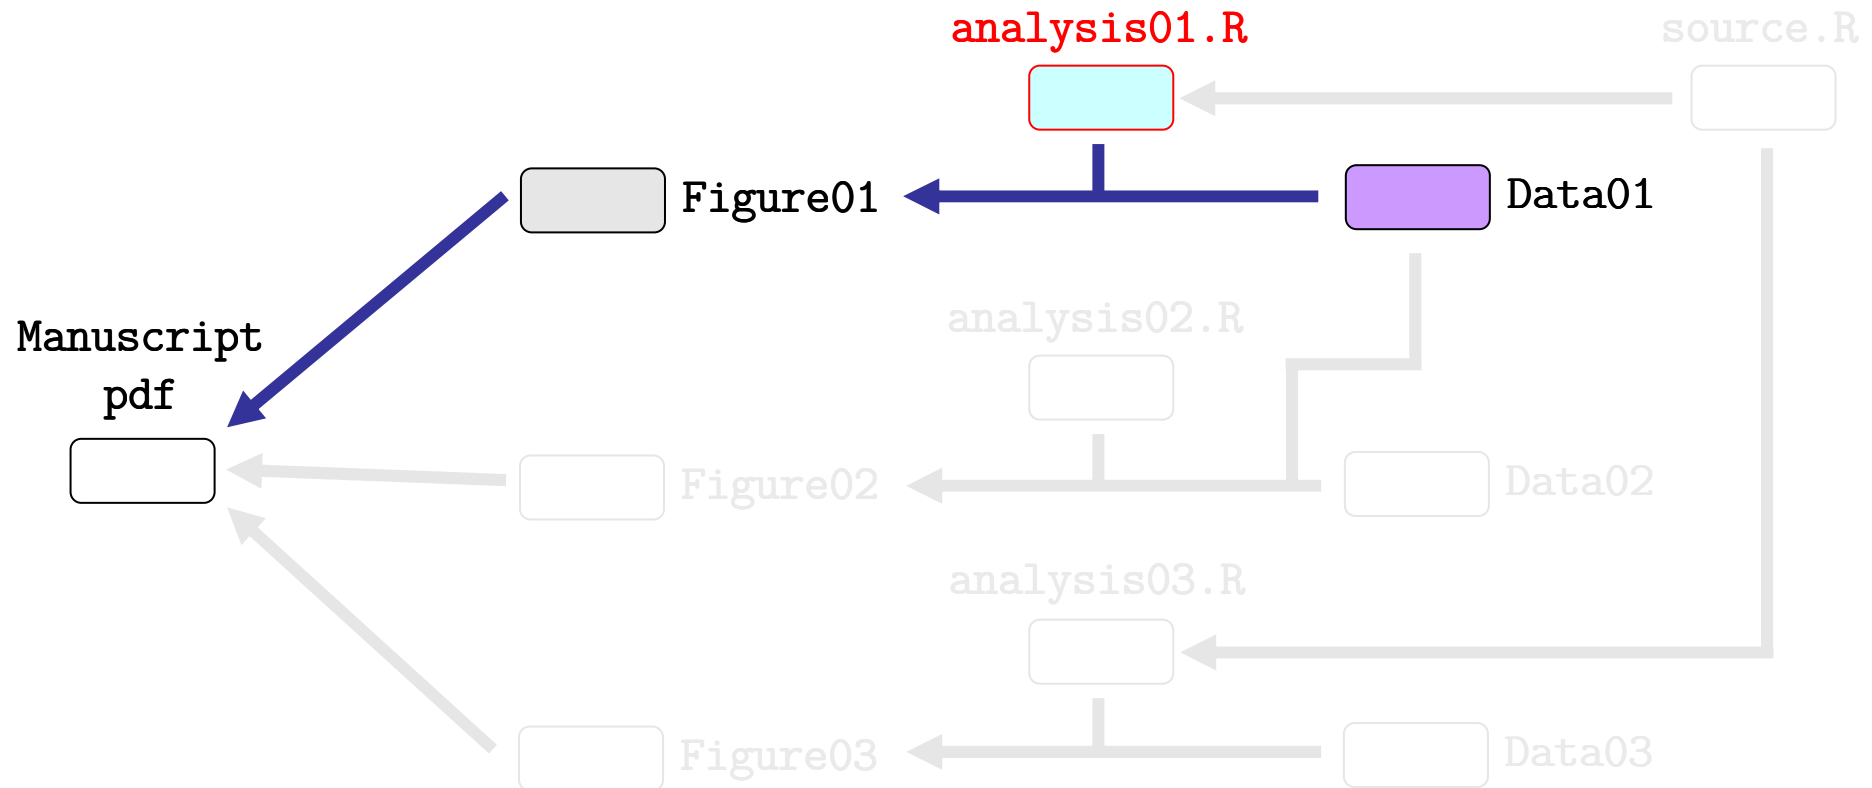 analysis01.R
source.R
Figure01
Data01
Manuscript
pdf
analysis02.R
Figure02
Data02
analysis03.R
Figure03
Data03